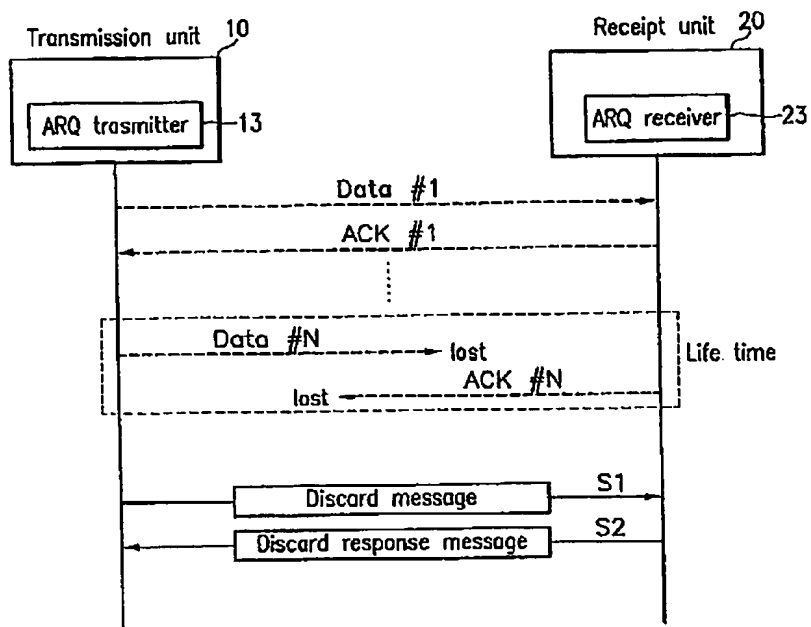 Transmission unit 10
Receipt unit 20
ARQ trasmitter 13
ARQ receiver 23
Data #1
ACK #1
Data #N
lost
Life time
lost
ACK #N
Discard message
S1
Discard response message
S2